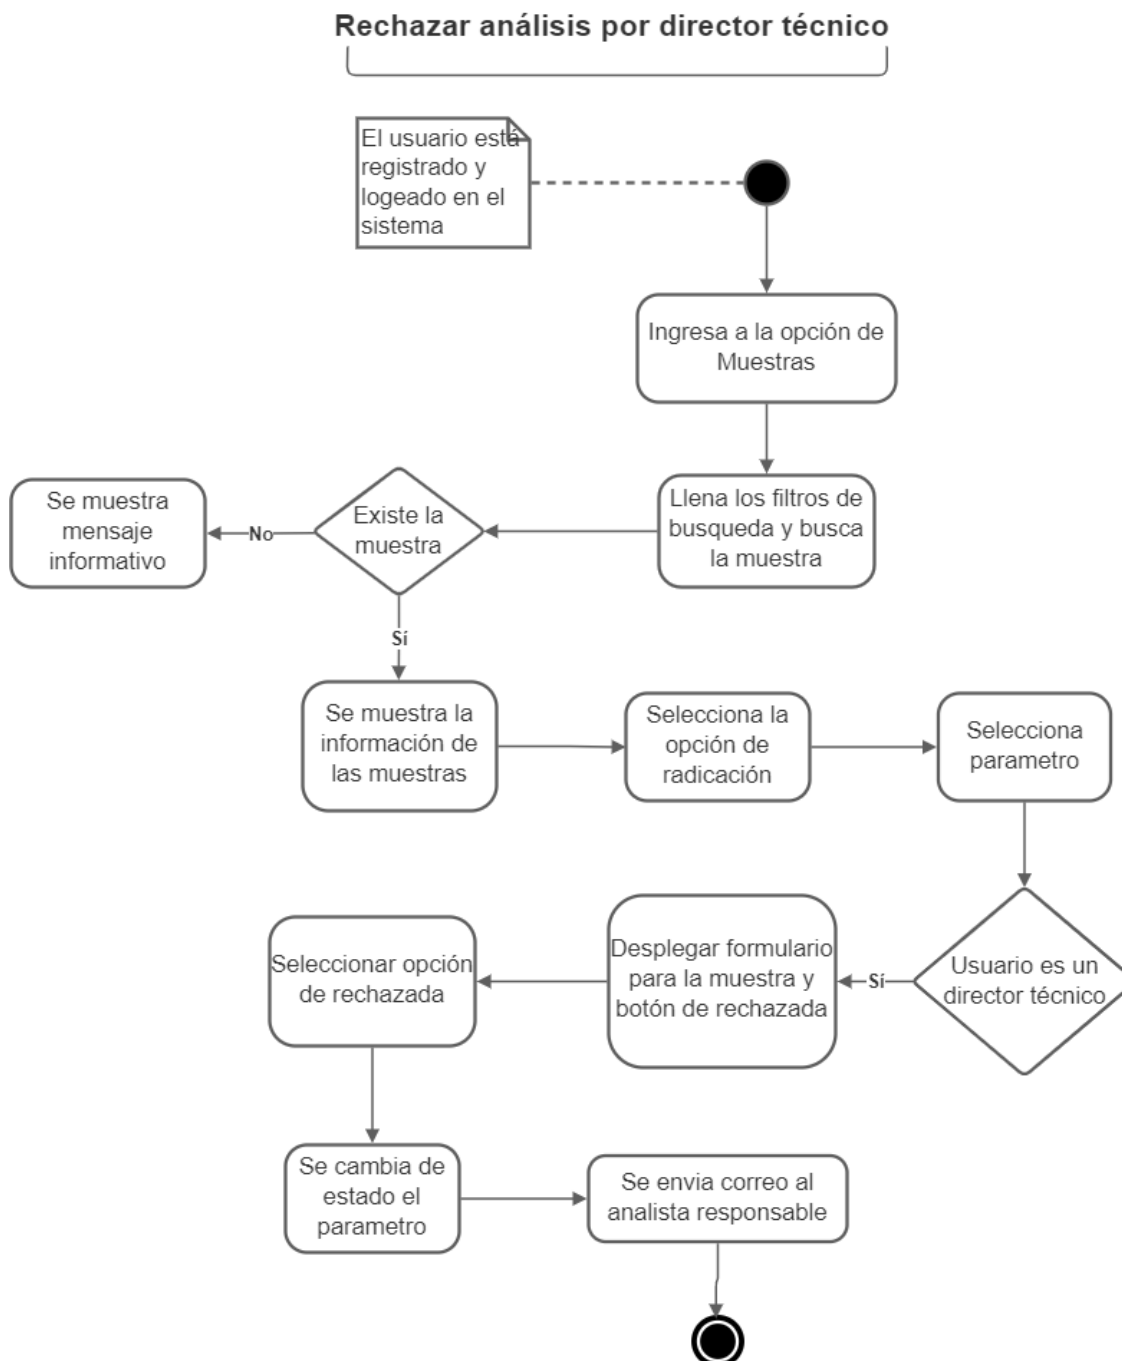 Rechazar análisis por director técnico
El usuario está
registrado y
logeado en el
sistema
Ingresa a la opción de
Muestras
Llena los filtros de
busqueda y busca
la muestra
Existe la
muestra
No
Se muestra
mensaje
informativo
Sí
Se muestra la
información de
las muestras
Selecciona la
opción de
radicación
Selecciona
parametro
Usuario es un
director técnico
Sí
Desplegar formulario
para la muestra y
botón de rechazada
Seleccionar opción
de rechazada
Se cambia de
estado el
parametro
Se envia correo al
analista responsable